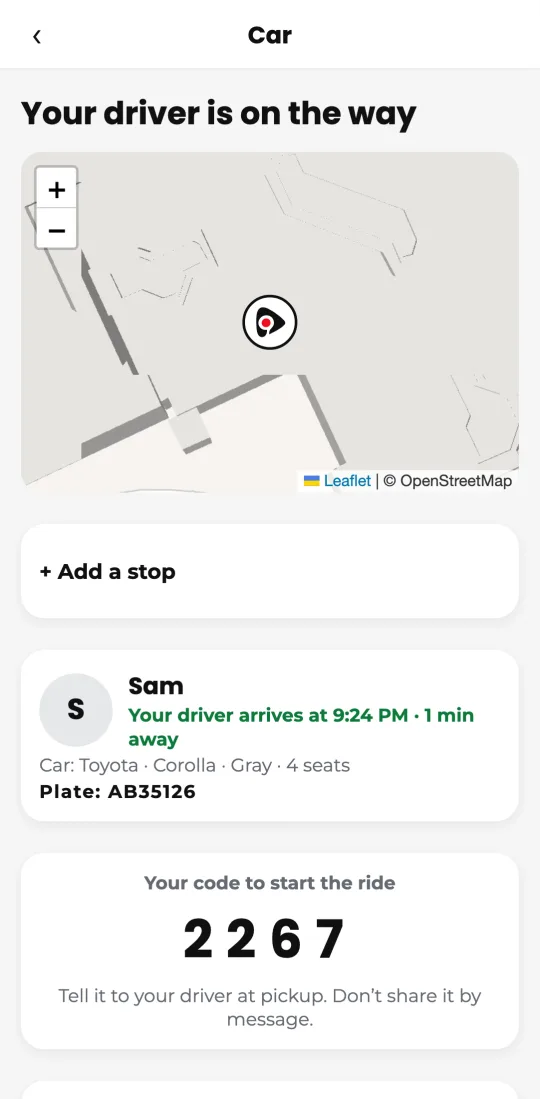 ‹ Car
Your driver is on the way
+
−
Leaflet | © OpenStreetMap
+ Add a stop
S
Sam
Your driver arrives at 9:24 PM · 1 min
away
Car: Toyota · Corolla · Gray · 4 seats
Plate: AB35126
Your code to start the ride
2267
Tell it to your driver at pickup. Don’t share it by
message.